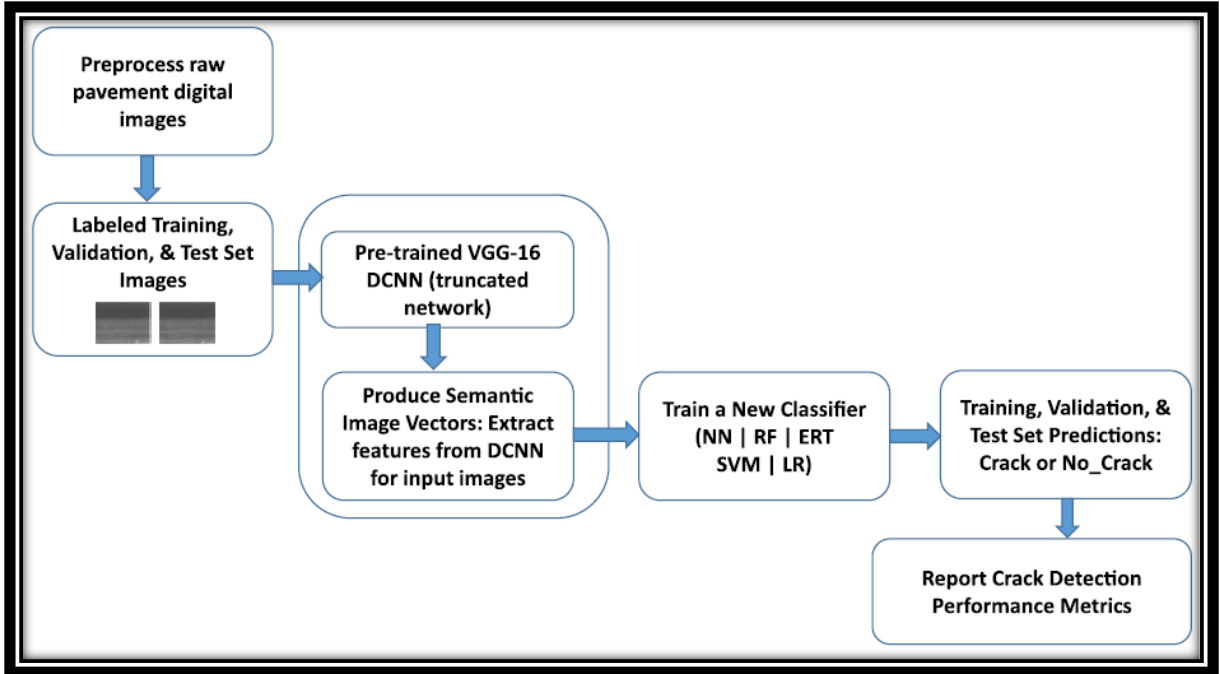 Preprocess raw
pavement digital
images
Labeled Training,
Validation, & Test Set
Images
Pre-trained VGG-16
DCNN (truncated
network)
Produce Semantic
Image Vectors: Extract
features from DCNN
for input images
Train a New Classifier
(NN | RF | ERT
SVM | LR)
Training, Validation, &
Test Set Predictions:
Crack or No_Crack
Report Crack Detection
Performance Metrics